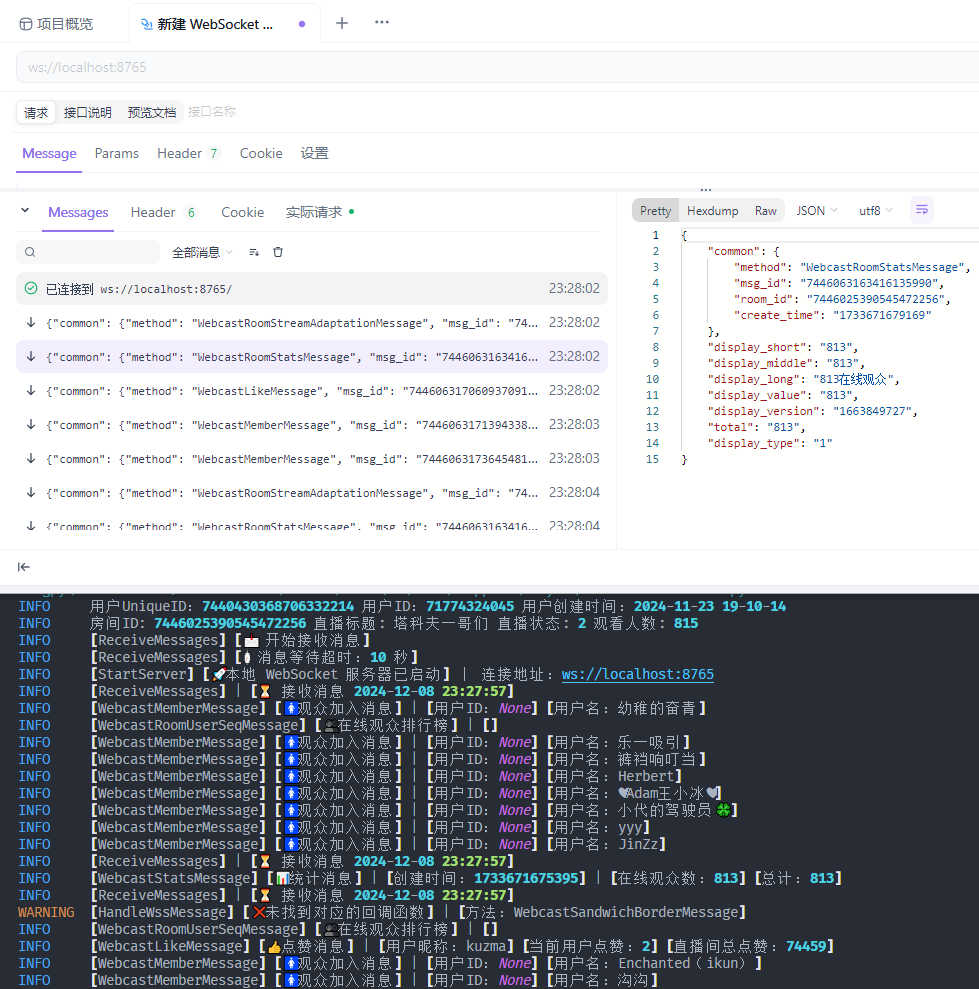 项目概览
新建 WebSocket ...
ws://localhost:8765
请求 接口说明 预览文档 接口名称
Message Params Header 7 Cookie 设置
Messages Header 6 Cookie 实际请求
全部消息
已连接到 ws://localhost:8765/ 23:28:02
{"common": {"method": "WebcastRoomStreamAdaptationMessage", "msg_id": "74... 23:28:02
{"common": {"method": "WebcastRoomStatsMessage", "msg_id": "7446063163416... 23:28:02
{"common": {"method": "WebcastLikeMessage", "msg_id": "744606317060937091... 23:28:02
{"common": {"method": "WebcastMemberMessage", "msg_id": "7446063171394338... 23:28:03
{"common": {"method": "WebcastMemberMessage", "msg_id": "7446063173645481... 23:28:03
{"common": {"method": "WebcastRoomStreamAdaptationMessage", "msg_id": "74... 23:28:04
{"common": {"method": "WebcastRoomStatsMessage", "msg_id": "7446063163416... 23:28:04
Pretty Hexdump Raw JSON utf8
1 {
2 "common": {
3 "method": "WebcastRoomStatsMessage",
4 "msg_id": "7446063163416135990",
5 "room_id": "7446025390545472256",
6 "create_time": "1733671679169"
7 },
8 "display_short": "813",
9 "display_middle": "813",
10 "display_long": "813在线观众",
11 "display_value": "813",
12 "display_version": "1663849727",
13 "total": "813",
14 "display_type": "1"
15 }
INFO 用户UniqueID: 7440430368706332214 用户ID: 71774324045 用户创建时间: 2024-11-23 19-10-14
INFO 房间ID: 7446025390545472256 直播标题: 塔科夫一哥们 直播状态: 2 观看人数: 815
INFO [ReceiveMessages] [📩 开始接收消息]
INFO [ReceiveMessages] [消息等待超时: 10 秒]
INFO [StartServer] [🚀本地 WebSocket 服务器已启动] | 连接地址: ws://localhost:8765
INFO [ReceiveMessages] | [⏳ 接收消息 2024-12-08 23:27:57]
INFO [WebcastMemberMessage] [🚹观众加入消息] | [用户ID: None] [用户名: 幼稚的奋青]
INFO [WebcastRoomUserSeqMessage] [👥在线观众排行榜] | []
INFO [WebcastMemberMessage] [🚹观众加入消息] | [用户ID: None] [用户名: 乐一吸引]
INFO [WebcastMemberMessage] [🚹观众加入消息] | [用户ID: None] [用户名: 裤裆响叮当]
INFO [WebcastMemberMessage] [🚹观众加入消息] | [用户ID: None] [用户名: Herbert]
INFO [WebcastMemberMessage] [🚹观众加入消息] | [用户ID: None] [用户名: 🤍Adam王小冰🤍]
INFO [WebcastMemberMessage] [🚹观众加入消息] | [用户ID: None] [用户名: 小代的驾驶员🍀]
INFO [WebcastMemberMessage] [🚹观众加入消息] | [用户ID: None] [用户名: yyy]
INFO [WebcastMemberMessage] [🚹观众加入消息] | [用户ID: None] [用户名: JinZz]
INFO [ReceiveMessages] | [⏳ 接收消息 2024-12-08 23:27:57]
INFO [WebcastStatsMessage] [📊统计消息] | [创建时间: 1733671675395] | [在线观众数: 813] [总计: 813]
INFO [ReceiveMessages] | [⏳ 接收消息 2024-12-08 23:27:57]
WARNING [HandleWssMessage] [❌未找到对应的回调函数] | [方法: WebcastSandwichBorderMessage]
INFO [WebcastRoomUserSeqMessage] [👥在线观众排行榜] | []
INFO [WebcastLikeMessage] [👍点赞消息] | [用户昵称: kuzma] [当前用户点赞: 2] [直播间总点赞: 74459]
INFO [WebcastMemberMessage] [🚹观众加入消息] | [用户ID: None] [用户名: Enchanted（ikun）]
INFO [WebcastMemberMessage] [🚹观众加入消息] | [用户ID: None] [用户名: 沟沟]